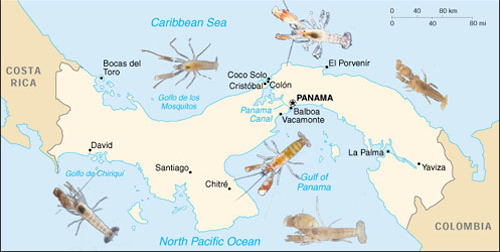 Caribbean Sea
0 40 80 km
0 40 80 mi
COSTA
RICA
Bocas del
Toro
Coco Solo
Cristóbal
Colón
El Porvenir
Golfo de los
Mosquitos
PANAMA
Panama
Canal
Balboa
Vacamonte
David
Santiago
La Palma
Yaviza
Golfo de Chiriquí
Chitré
Gulf of
Panama
COLOMBIA
North Pacific Ocean